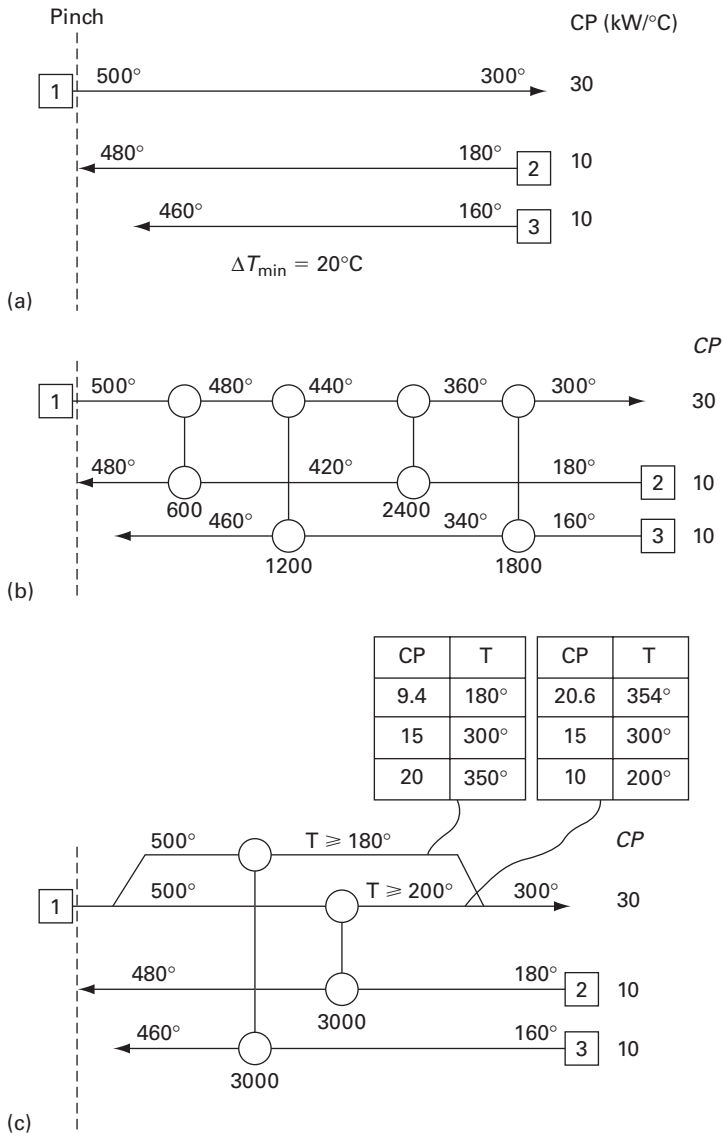 Pinch
CP (kW/°C)
1 500° 300° 30
480° 180° 2 10
460° 160° 3 10
ΔTmin = 20°C
(a)
CP
1 500° 480° 440° 360° 300° 30
480° 420° 180° 2 10
600 2400
460° 340° 160° 3 10
1200 1800
(b)
CP T CP T
9.4 180° 20.6 354°
15 300° 15 300°
20 350° 10 200°
CP
500° T ⩾ 180°
1 500° T ⩾ 200° 300° 30
480° 180° 2 10
3000
460° 160° 3 10
3000
(c)